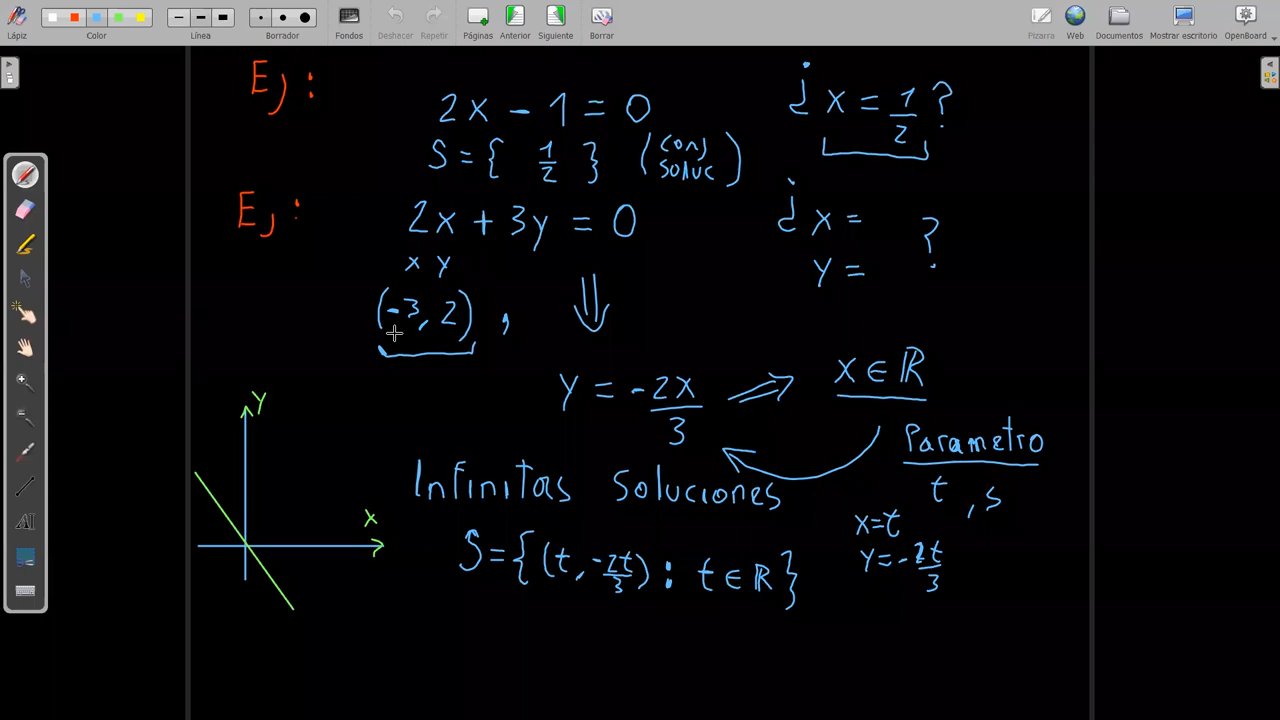 Lápiz Color Línea Borrador Fondos Deshacer Repetir Páginas Anterior Siguiente Borrar Pizarra Web Documentos Mostrar escritorio OpenBoard
Ej:
2x - 1 = 0
¿ x = 1/2 ?
S = { 1/2 } (conj
soluc)
Ej:
2x + 3y = 0
¿ x =
y = ?
x y
(-3, 2) , ⇓
y = -2x/3 ⇒ x ∈ ℝ
Parametro
t , s
Infinitas soluciones
x = t
y = -2t/3
S = { (t, -2t/3) : t ∈ ℝ }
Y
X